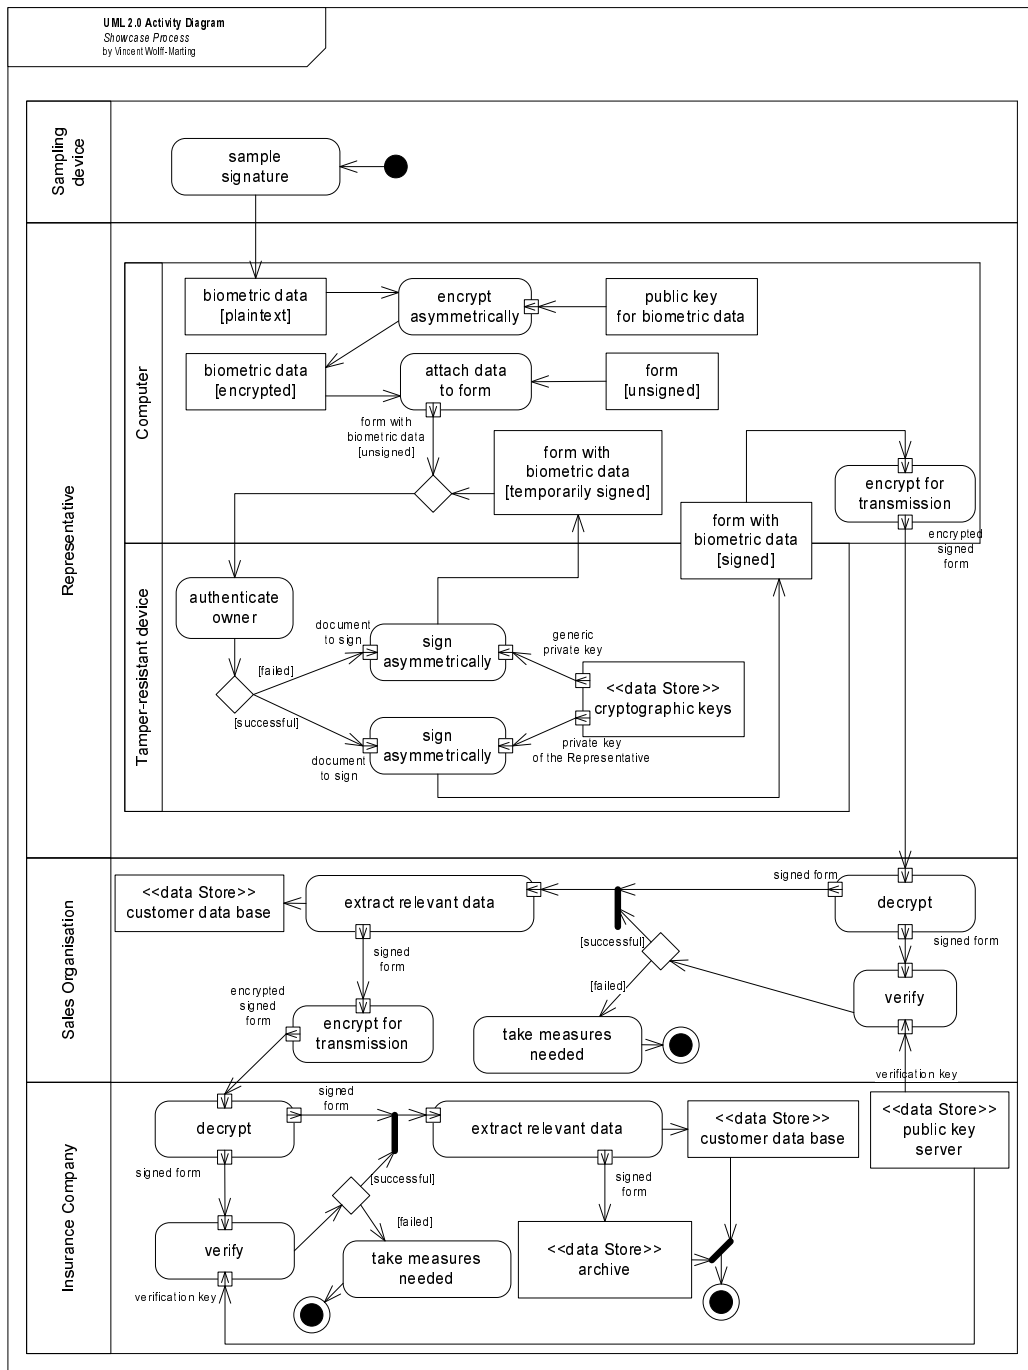 UML 2.0 Activity Diagram
Showcase Process
by Vincent Wolff-Marting
Sampling
device
sample
signature
Representative
Computer
biometric data
[plaintext]
encrypt
asymmetrically
public key
for biometric data
biometric data
[encrypted]
attach data
to form
form
[unsigned]
form with
biometric data
[unsigned]
form with
biometric data
[temporarily signed]
encrypt for
transmission
form with
biometric data
[signed]
encrypted
signed
form
Tamper-resistant device
authenticate
owner
document
to sign
sign
asymmetrically
generic
private key
[failed]
<<data Store>>
cryptographic keys
[successful]
sign
asymmetrically
document
to sign
private key
of the Representative
Sales Organisation
<<data Store>>
customer data base
extract relevant data
signed form
decrypt
signed form
[successful]
signed
form
[failed]
verify
encrypted
signed
form
encrypt for
transmission
take measures
needed
verification key
Insurance Company
signed
form
decrypt
extract relevant data
<<data Store>>
customer data base
<<data Store>>
public key
server
signed form
[successful]
signed
form
[failed]
verify
take measures
needed
<<data Store>>
archive
verification key